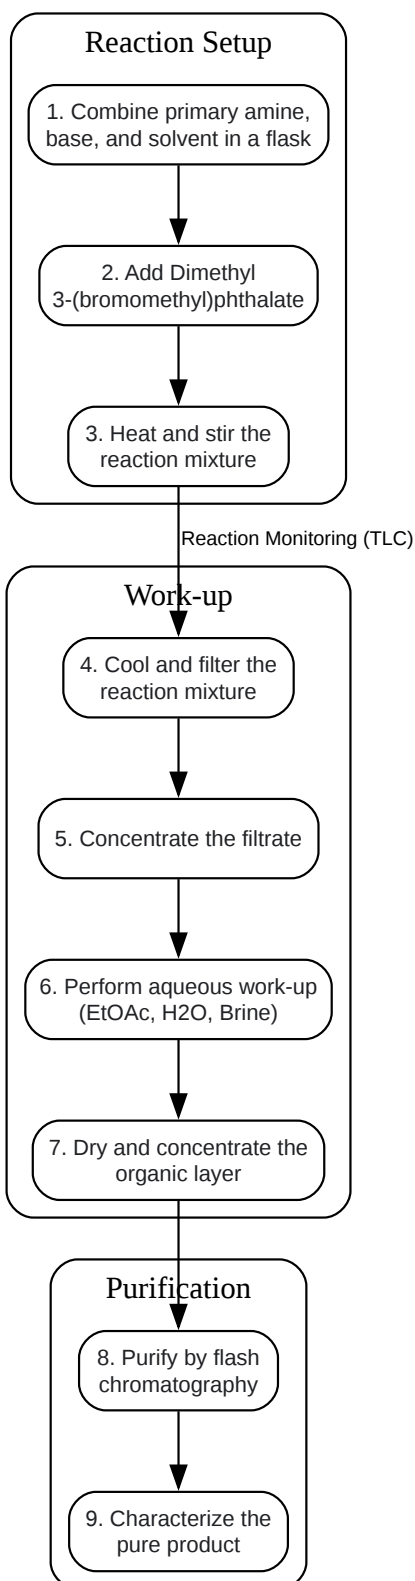 Reaction Setup
1. Combine primary amine,
base, and solvent in a flask
2. Add Dimethyl
3-(bromomethyl)phthalate
3. Heat and stir the
reaction mixture
Reaction Monitoring (TLC)
Work-up
4. Cool and filter the
reaction mixture
5. Concentrate the filtrate
6. Perform aqueous work-up
(EtOAc, H2O, Brine)
7. Dry and concentrate the
organic layer
Purification
8. Purify by flash
chromatography
9. Characterize the
pure product